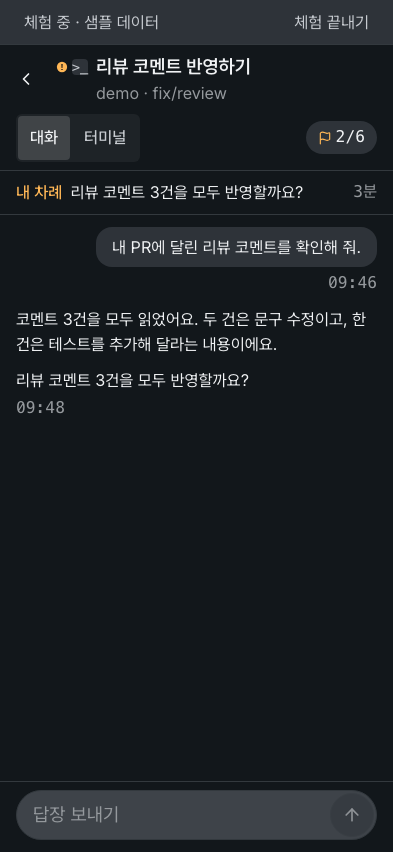 체험 중 · 샘플 데이터
체험 끝내기
>_ 리뷰 코멘트 반영하기
demo · fix/review
대화
터미널
2/6
내 차례 리뷰 코멘트 3건을 모두 반영할까요?
3분
내 PR에 달린 리뷰 코멘트를 확인해 줘.
09:46
코멘트 3건을 모두 읽었어요. 두 건은 문구 수정이고, 한
건은 테스트를 추가해 달라는 내용이에요.
리뷰 코멘트 3건을 모두 반영할까요?
09:48
답장 보내기